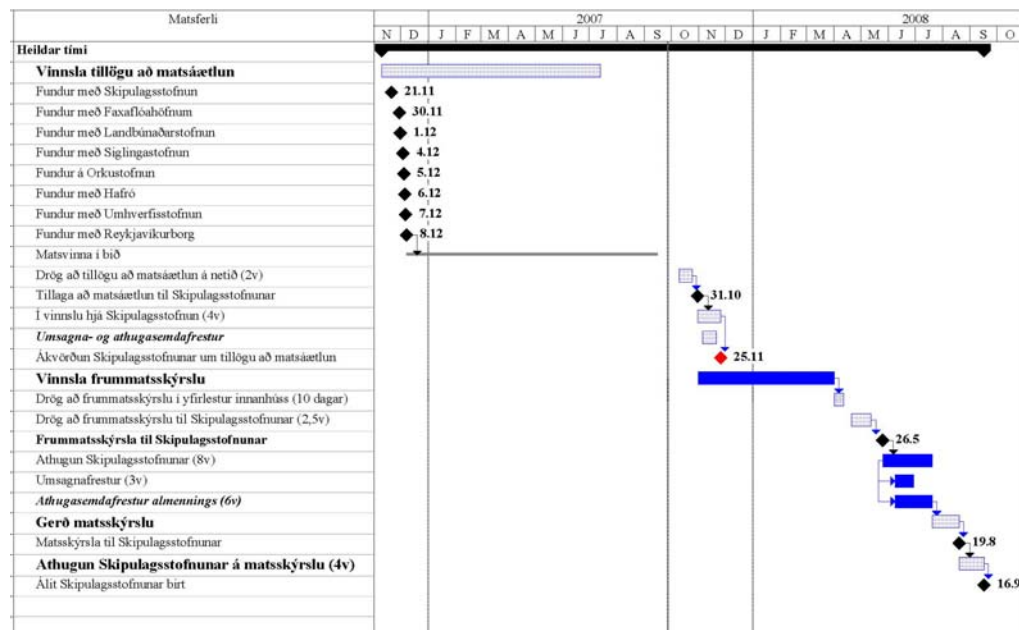 Matsferli
2007
2008
N D J F M A M J J A S O N D J F M A M J J A S O
Heildar tími
Vinnsla tillögu að matsáætlun
Fundur með Skipulagsstofnun
21.11
Fundur með Faxaflóahöfnum
30.11
Fundur með Landbúnaðarstofnun
1.12
Fundur með Siglingastofnun
4.12
Fundur á Orkustofnun
5.12
Fundur með Hafró
6.12
Fundur með Umhverfisstofnun
7.12
Fundur með Reykjavíkurborg
8.12
Matsvinna í bið
Drög að tillögu að matsáætlun á netið (2v)
Tillaga að matsáætlun til Skipulagsstofnunar
31.10
Í vinnslu hjá Skipulagsstofnun (4v)
Umsagna- og athugasemdafrestur
Ákvörðun Skipulagsstofnunar um tillögu að matsáætlun
25.11
Vinnsla frummatsskýrslu
Drög að frummatsskýrslu í yfirlestur innanhúss (10 dagar)
Drög að frummatsskýrslu til Skipulagsstofnunar (2,5v)
Frummatsskýrsla til Skipulagsstofnunar
26.5
Athugun Skipulagsstofnunar (8v)
Umsagnafrestur (3v)
Athugasemdafrestur almennings (6v)
Gerð matsskýrslu
Matsskýrsla til Skipulagsstofnunar
19.8
Athugun Skipulagsstofnunar á matsskýrslu (4v)
Álit Skipulagsstofnunar birt
16.9